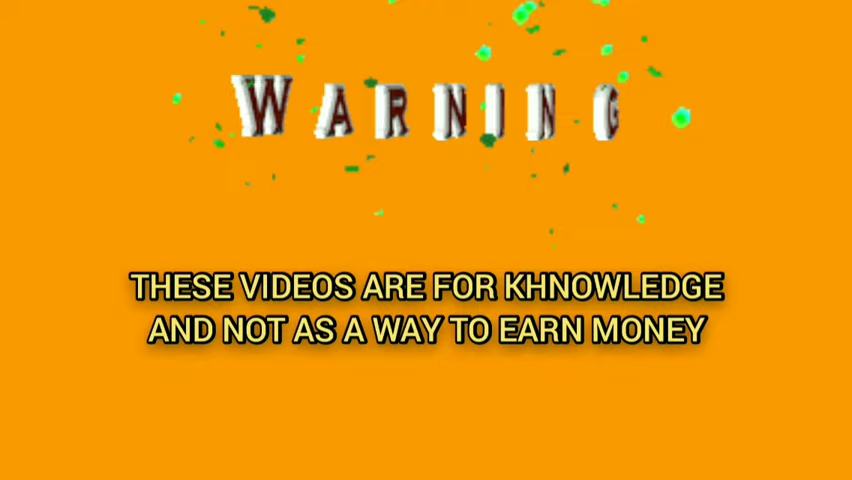 WARNING
THESE VIDEOS ARE FOR KHNOWLEDGE
AND NOT AS A WAY TO EARN MONEY